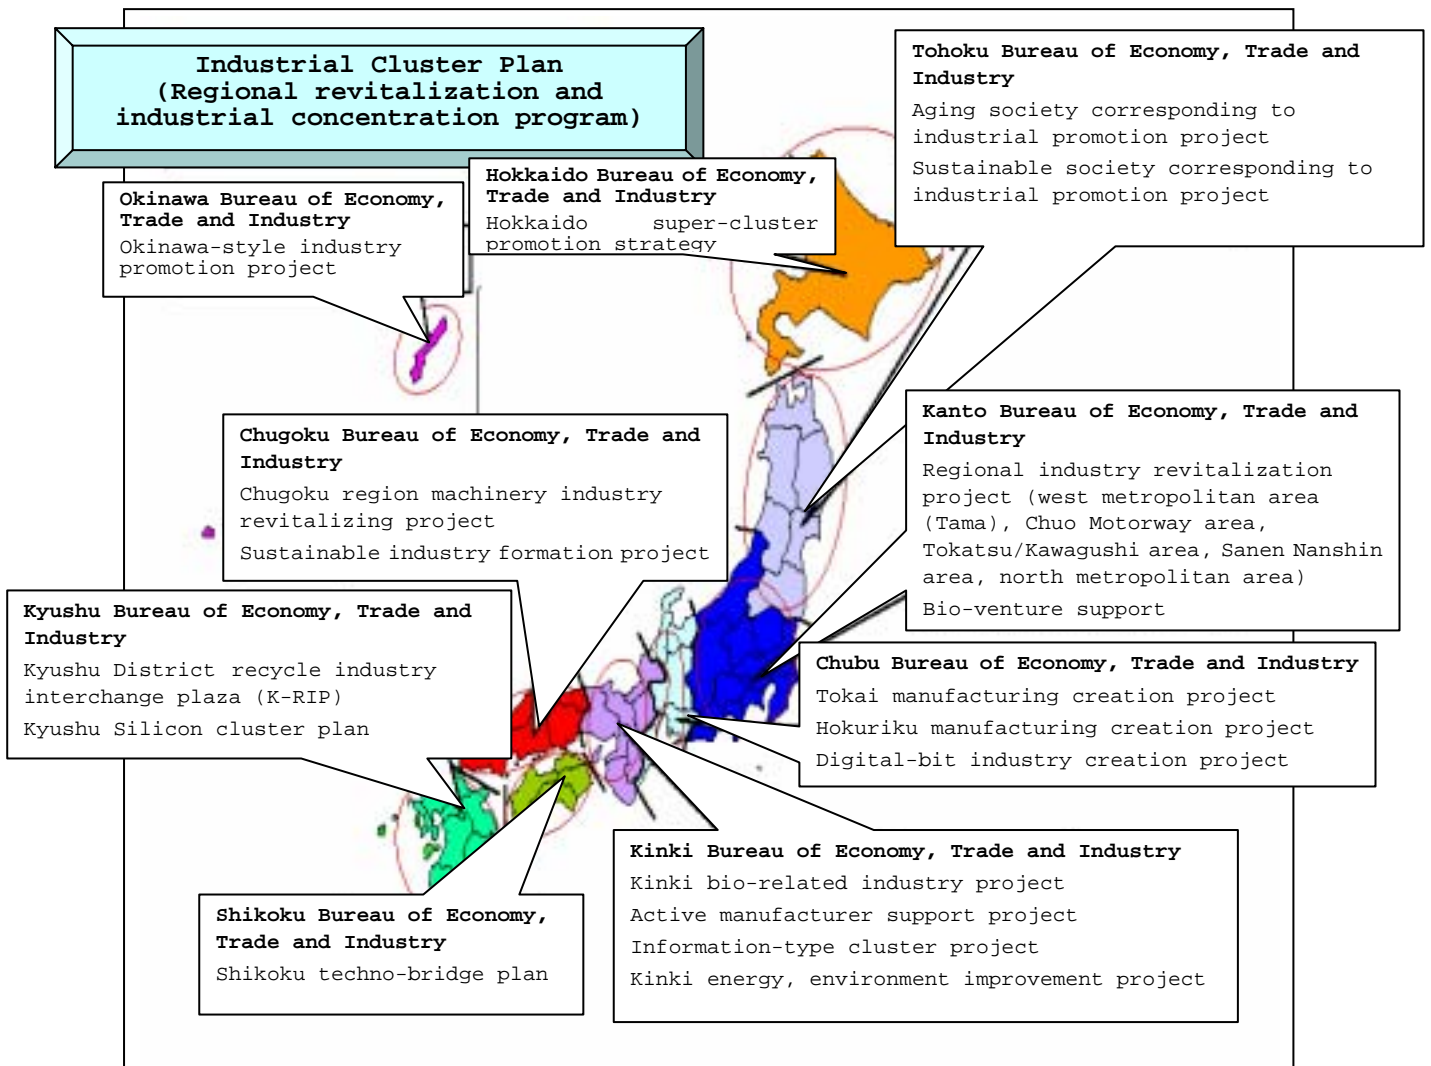 Industrial Cluster Plan
(Regional revitalization and
industrial concentration program)
Tohoku Bureau of Economy, Trade and
Industry
Aging society corresponding to
industrial promotion project
Sustainable society corresponding to
industrial promotion project
Hokkaido Bureau of Economy,
Trade and Industry
Hokkaido super-cluster
promotion strategy
Okinawa Bureau of Economy,
Trade and Industry
Okinawa-style industry
promotion project
Kanto Bureau of Economy, Trade and
Industry
Regional industry revitalization
project (west metropolitan area
(Tama), Chuo Motorway area,
Tokatsu/Kawagushi area, Sanen Nanshin
area, north metropolitan area)
Bio-venture support
Chugoku Bureau of Economy, Trade and
Industry
Chugoku region machinery industry
revitalizing project
Sustainable industry formation project
Kyushu Bureau of Economy, Trade and
Industry
Kyushu District recycle industry
interchange plaza (K-RIP)
Kyushu Silicon cluster plan
Chubu Bureau of Economy, Trade and Industry
Tokai manufacturing creation project
Hokuriku manufacturing creation project
Digital-bit industry creation project
Kinki Bureau of Economy, Trade and Industry
Kinki bio-related industry project
Active manufacturer support project
Information-type cluster project
Kinki energy, environment improvement project
Shikoku Bureau of Economy,
Trade and Industry
Shikoku techno-bridge plan